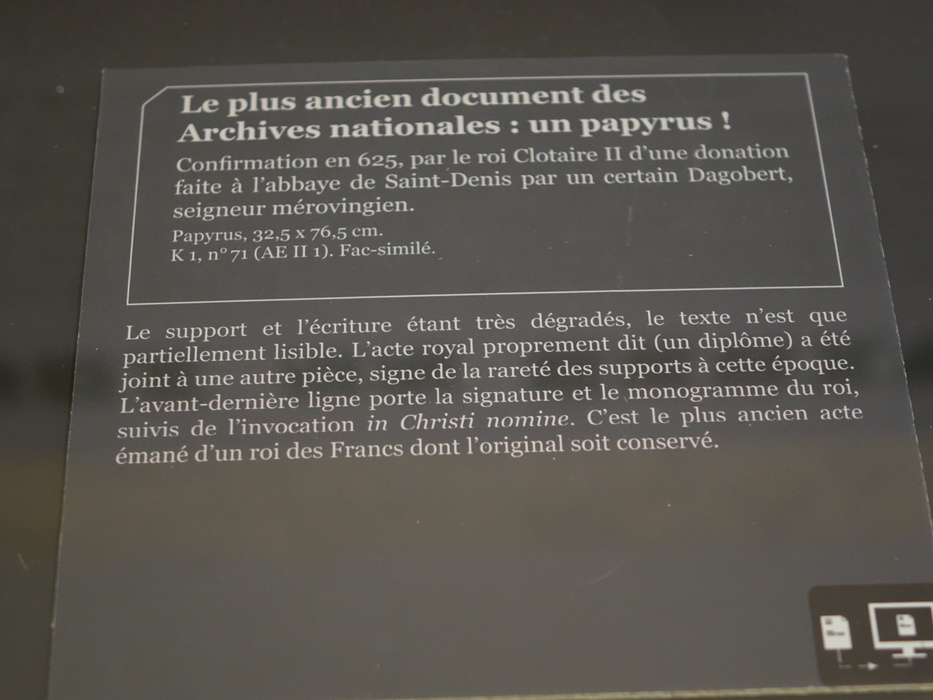 Le plus ancien document des
Archives nationales : un papyrus !
Confirmation en 625, par le roi Clotaire II d'une donation
faite à l'abbaye de Saint-Denis par un certain Dagobert,
seigneur mérovingien.
Papyrus, 32,5 x 76,5 cm.
K 1, n° 71 (AE II 1). Fac-similé.
Le support et l'écriture étant très dégradés, le texte n'est que
partiellement lisible. L'acte royal proprement dit (un diplôme) a été
joint à une autre pièce, signe de la rareté des supports à cette époque.
L'avant-dernière ligne porte la signature et le monogramme du roi,
suivis de l'invocation in Christi nomine. C'est le plus ancien acte
émané d'un roi des Francs dont l'original soit conservé.